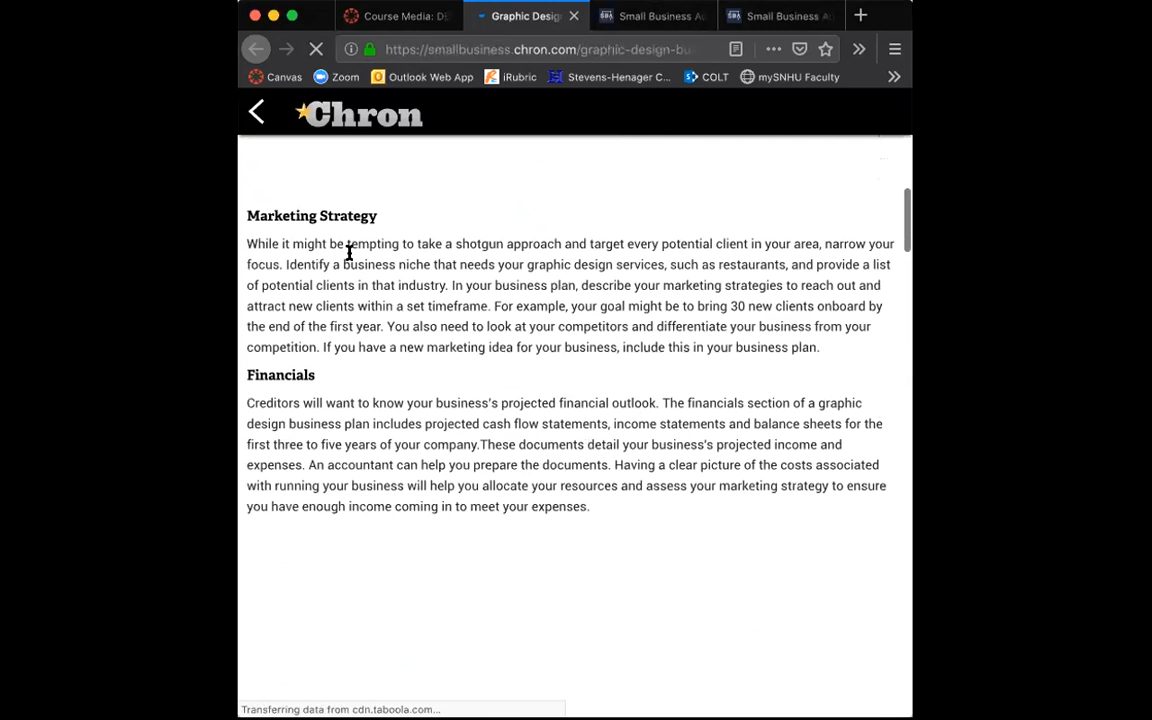 Course Media: D
Graphic Desig
Small Business A
Small Business A
https://smallbusiness.chron.com/graphic-design-bu
Canvas Zoom Outlook Web App iRubric Stevens-Henager C... COLT mySNHU Faculty
Chron
Marketing Strategy
While it might be tempting to take a shotgun approach and target every potential client in your area, narrow your
focus. Identify a business niche that needs your graphic design services, such as restaurants, and provide a list
of potential clients in that industry. In your business plan, describe your marketing strategies to reach out and
attract new clients within a set timeframe. For example, your goal might be to bring 30 new clients onboard by
the end of the first year. You also need to look at your competitors and differentiate your business from your
competition. If you have a new marketing idea for your business, include this in your business plan.
Financials
Creditors will want to know your business's projected financial outlook. The financials section of a graphic
design business plan includes projected cash flow statements, income statements and balance sheets for the
first three to five years of your company.These documents detail your business's projected income and
expenses. An accountant can help you prepare the documents. Having a clear picture of the costs associated
with running your business will help you allocate your resources and assess your marketing strategy to ensure
you have enough income coming in to meet your expenses.
Transferring data from cdn.taboola.com...